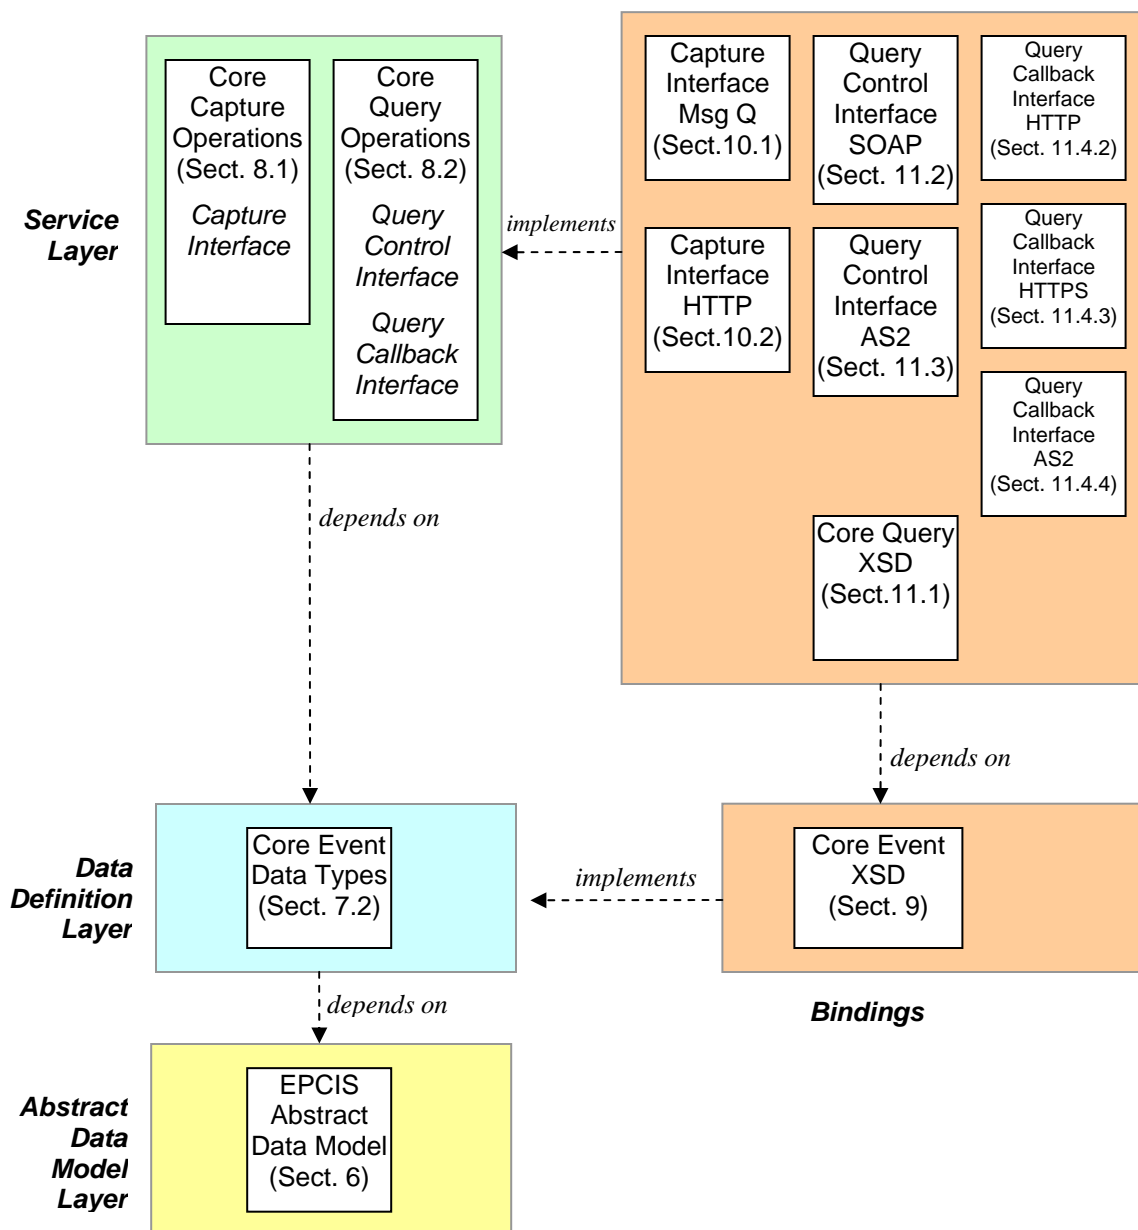 Service
Layer
Core
Capture
Operations
(Sect. 8.1)
Capture
Interface
Core
Query
Operations
(Sect. 8.2)
Query
Control
Interface
Query
Callback
Interface
implements
Capture
Interface
Msg Q
(Sect.10.1)
Query
Control
Interface
SOAP
(Sect. 11.2)
Query
Callback
Interface
HTTP
(Sect. 11.4.2)
Capture
Interface
HTTP
(Sect.10.2)
Query
Control
Interface
AS2
(Sect. 11.3)
Query
Callback
Interface
HTTPS
(Sect. 11.4.3)
Query
Callback
Interface
AS2
(Sect. 11.4.4)
Core Query
XSD
(Sect.11.1)
depends on
depends on
Data
Definition
Layer
Core Event
Data Types
(Sect. 7.2)
implements
Core Event
XSD
(Sect. 9)
depends on
Bindings
Abstract
Data
Model
Layer
EPCIS
Abstract
Data Model
(Sect. 6)